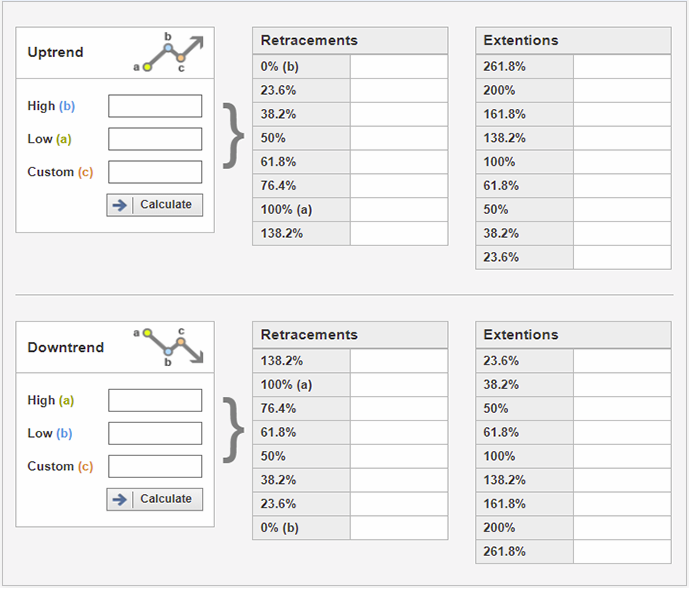 Uptrend
a
b
c
High (b)
Low (a)
Custom (c)
Calculate
}
Retracements
0% (b)
23.6%
38.2%
50%
61.8%
76.4%
100% (a)
138.2%
Extentions
261.8%
200%
161.8%
138.2%
100%
61.8%
50%
38.2%
23.6%
Downtrend
a
b
c
High (a)
Low (b)
Custom (c)
Calculate
}
Retracements
138.2%
100% (a)
76.4%
61.8%
50%
38.2%
23.6%
0% (b)
Extentions
23.6%
38.2%
50%
61.8%
100%
138.2%
161.8%
200%
261.8%